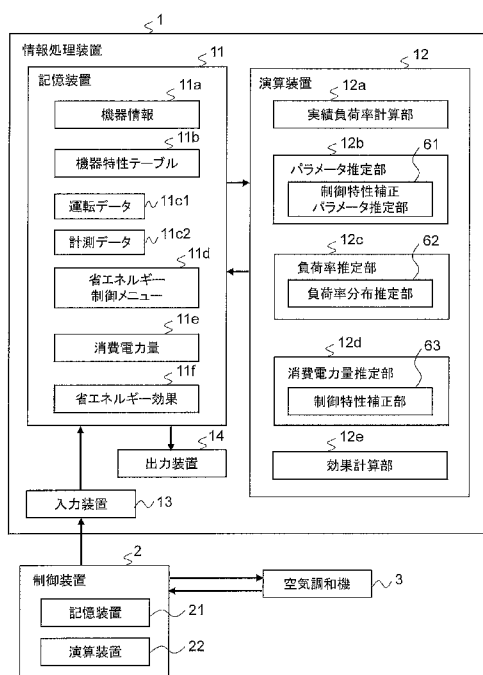 1
情報処理装置
11
記憶装置
11a
機器情報
11b
機器特性テーブル
運転データ
11c1
計測データ
11c2
11d
省エネルギー
制御メニュー
11e
消費電力量
11f
省エネルギー効果
12
演算装置
12a
実績負荷率計算部
12b
パラメータ推定部
61
制御特性補正
パラメータ推定部
12c
負荷率推定部
62
負荷率分布推定部
12d
消費電力量推定部
63
制御特性補正部
12e
効果計算部
14
出力装置
入力装置
13
2
制御装置
記憶装置
21
演算装置
22
空気調和機
3